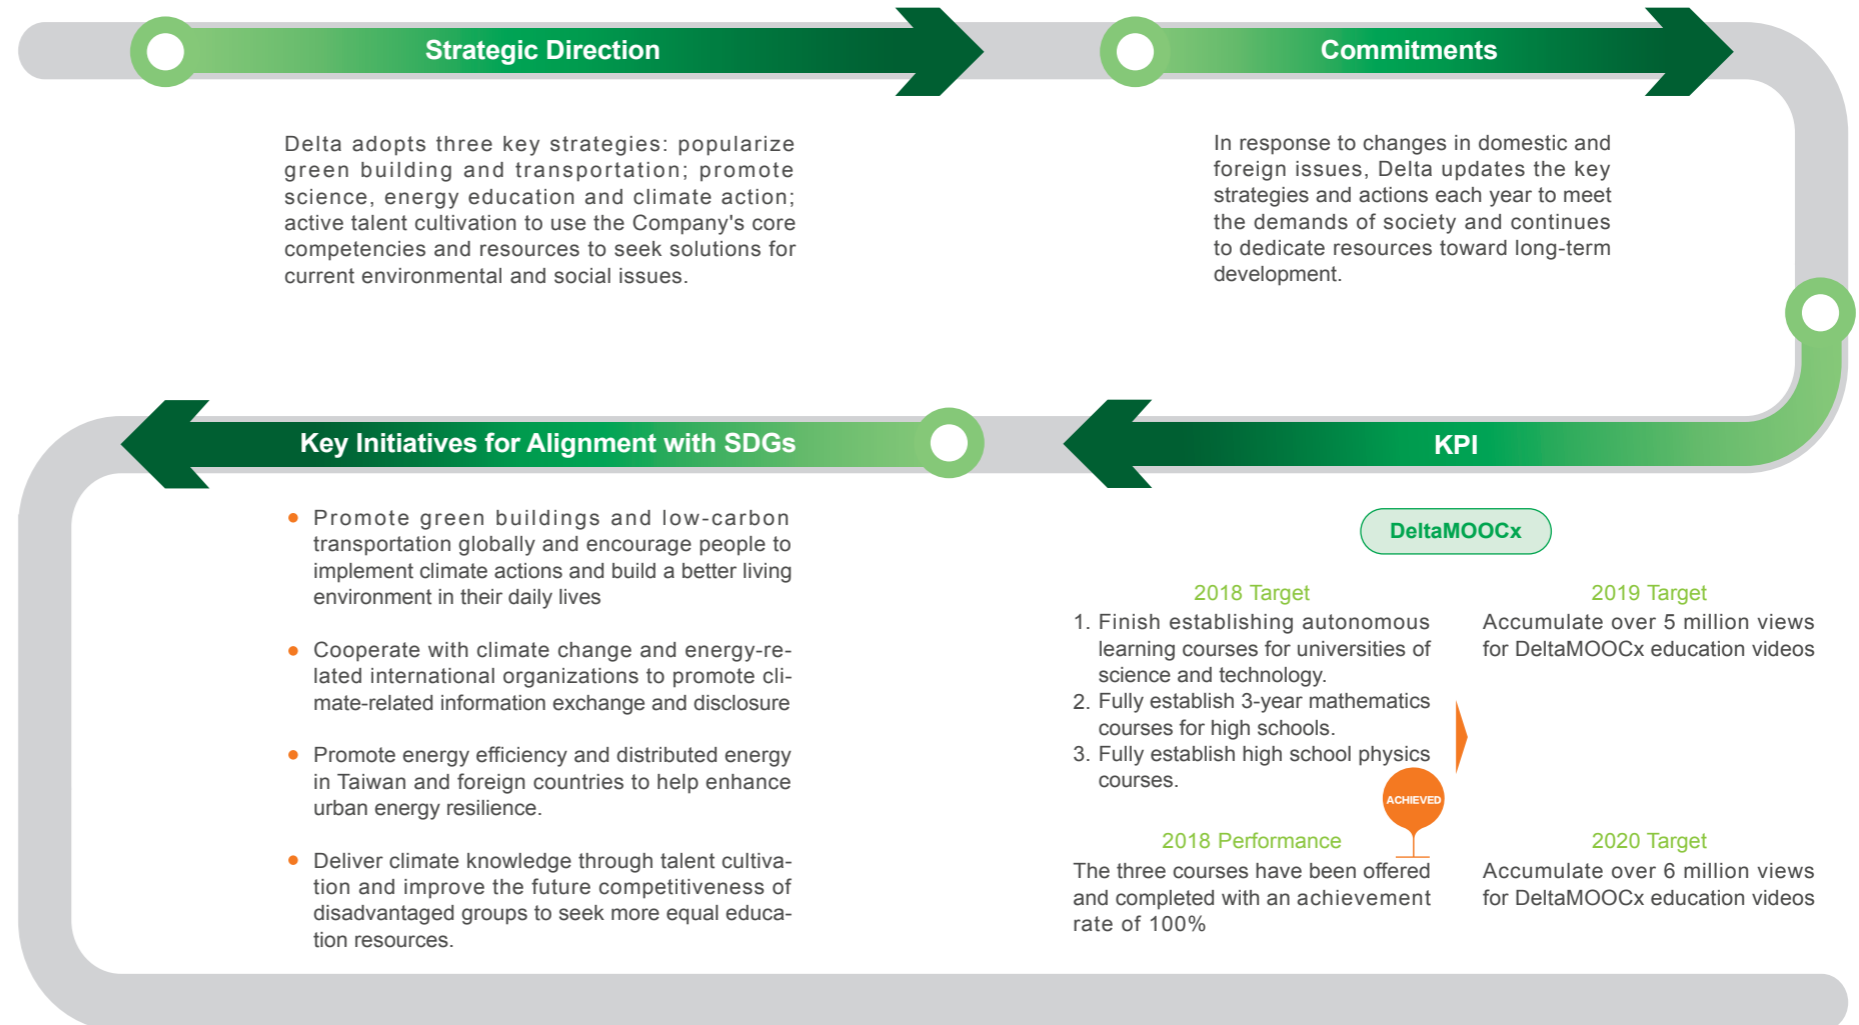 Strategic Direction
Delta adopts three key strategies: popularize
green building and transportation; promote
science, energy education and climate action;
active talent cultivation to use the Company's core
competencies and resources to seek solutions for
current environmental and social issues.
Commitments
In response to changes in domestic and
foreign issues, Delta updates the key
strategies and actions each year to meet
the demands of society and continues
to dedicate resources toward long-term
development.
KPI
DeltaMOOCx
2018 Target
1. Finish establishing autonomous
learning courses for universities of
science and technology.
2. Fully establish 3-year mathematics
courses for high schools.
3. Fully establish high school physics
courses.
ACHIEVED
2018 Performance
The three courses have been offered
and completed with an achievement
rate of 100%
2019 Target
Accumulate over 5 million views
for DeltaMOOCx education videos
2020 Target
Accumulate over 6 million views
for DeltaMOOCx education videos
Key Initiatives for Alignment with SDGs
• Promote green buildings and low-carbon
transportation globally and encourage people to
implement climate actions and build a better living
environment in their daily lives
• Cooperate with climate change and energy-re-
lated international organizations to promote cli-
mate-related information exchange and disclosure
• Promote energy efficiency and distributed energy
in Taiwan and foreign countries to help enhance
urban energy resilience.
• Deliver climate knowledge through talent cultiva-
tion and improve the future competitiveness of
disadvantaged groups to seek more equal educa-
tion resources.